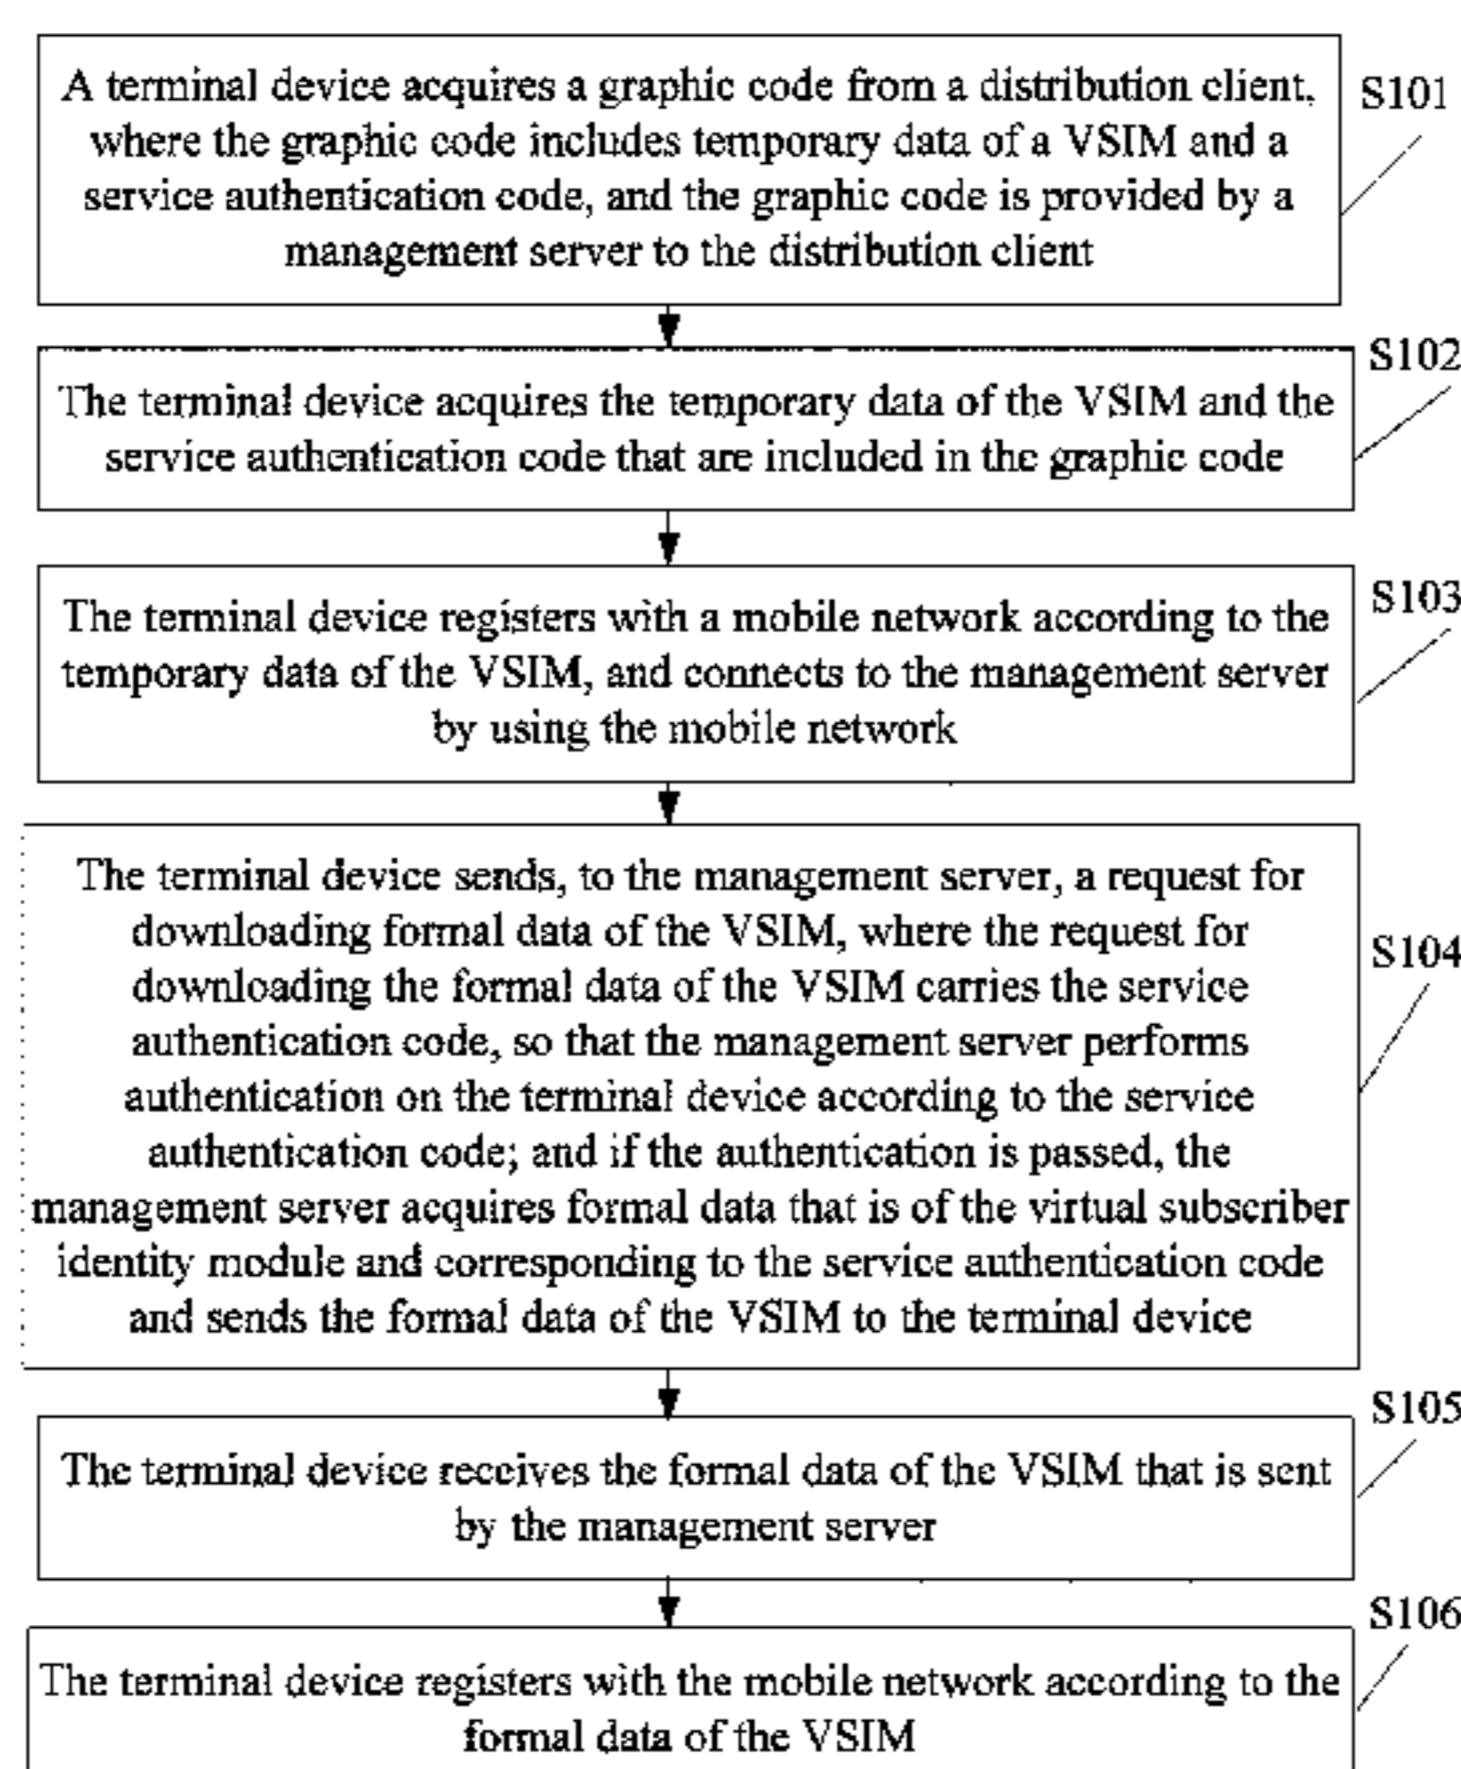 A terminal device acquires a graphic code from a distribution client,
where the graphic code includes temporary data of a VSIM and a
service authentication code, and the graphic code is provided by a
management server to the distribution client
S101
The terminal device acquires the temporary data of the VSIM and the
service authentication code that are included in the graphic code
S102
The terminal device registers with a mobile network according to the
temporary data of the VSIM, and connects to the management server
by using the mobile network
S103
The terminal device sends, to the management server, a request for
downloading formal data of the VSIM, where the request for
downloading the formal data of the VSIM carries the service
authentication code, so that the management server performs
authentication on the terminal device according to the service
authentication code; and if the authentication is passed, the
management server acquires formal data that is of the virtual subscriber
identity module and corresponding to the service authentication code
and sends the formal data of the VSIM to the terminal device
S104
The terminal device receives the formal data of the VSIM that is sent
by the management server
S105
The terminal device registers with the mobile network according to the
formal data of the VSIM
S106